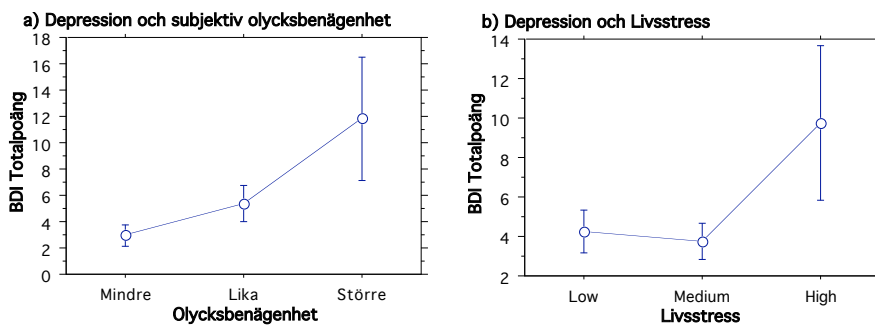 a) Depression och subjektiv olycksbenägenhet
18
16
14
12
10
8
6
4
2
0
BDI Totalpoäng
Mindre Lika Större
Olycksbenägenhet
b) Depression och Livsstress
14
12
10
8
6
4
2
BDI Totalpoäng
Low Medium High
Livsstress